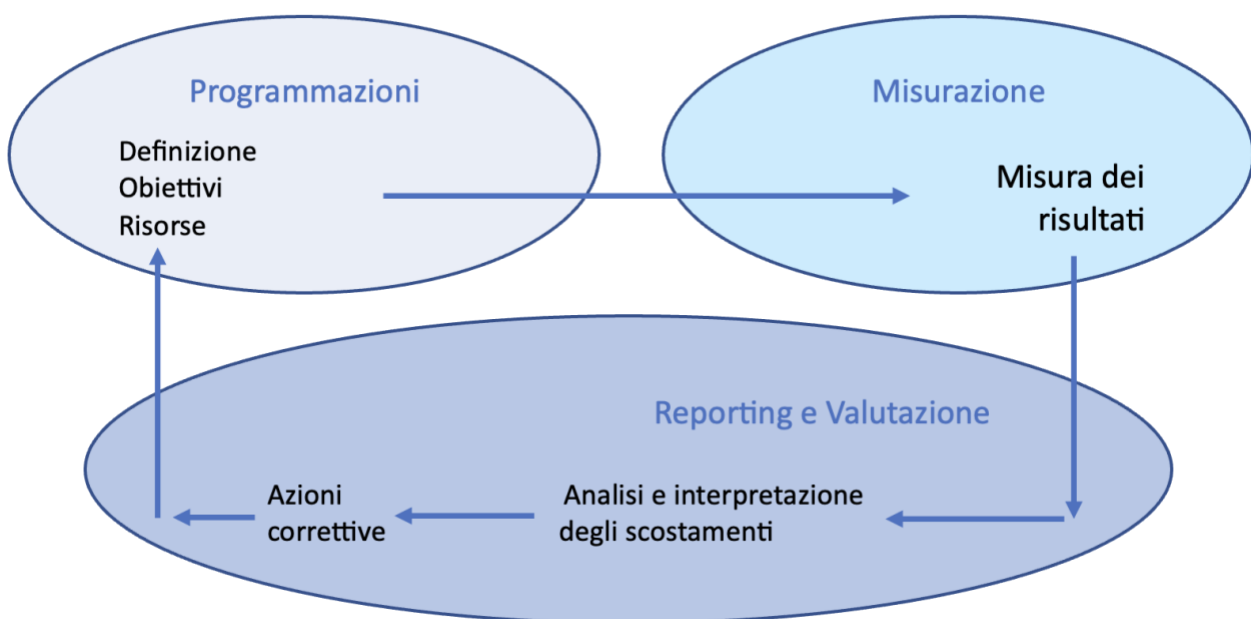 Programmazioni
Definizione
Obiettivi
Risorse
Misurazione
Misura dei
risultati
Reporting e Valutazione
Azioni
correttive
Analisi e interpretazione
degli scostamenti